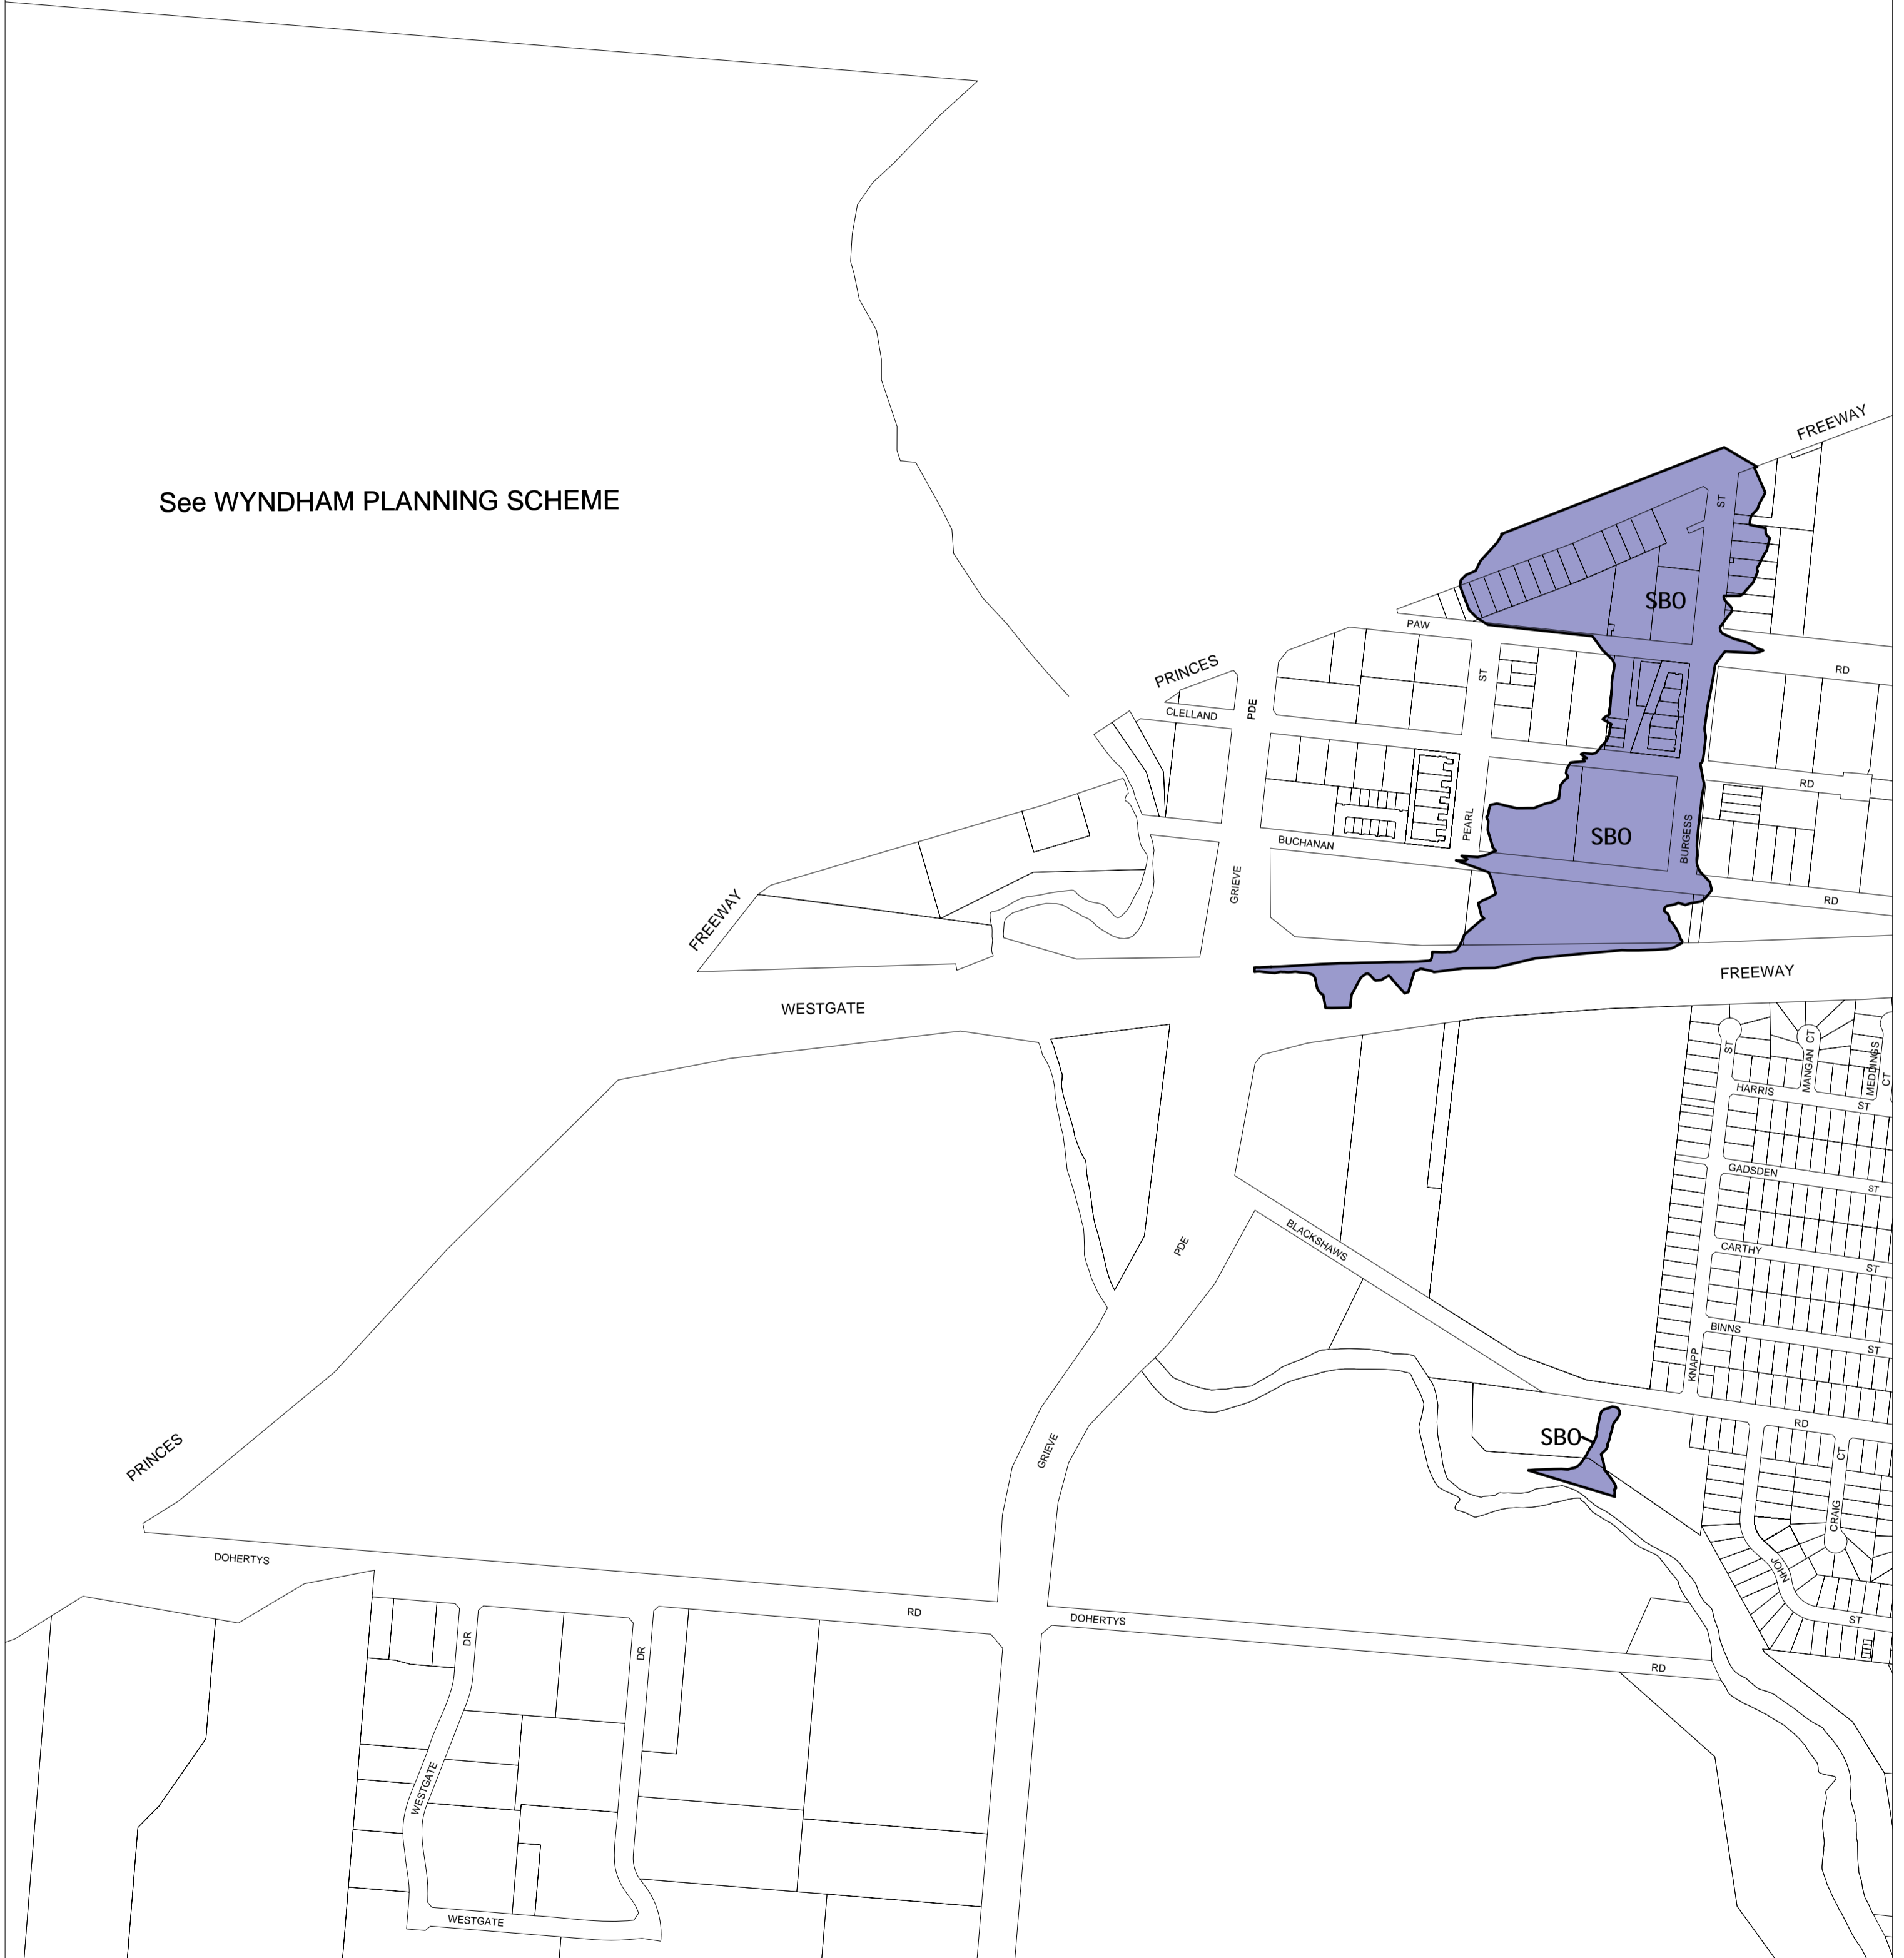 FREEWAY
See WYNDHAM PLANNING SCHEME
ST
SBO
PAW
PRINCES
ST
RD
CLELLAND
PDE
RD
PEARL
BURGESS
SBO
BUCHANAN
GRIEVE
RD
FREEWAY
FREEWAY
WESTGATE
ST
MANGAN CT
MEDDINGS
CT
HARRIS
ST
GADSDEN
ST
BLACKSHAWS
PDE
CARTHY
ST
BINNS
ST
KNAPP
RD
SBO
GRIEVE
PRINCES
CT
CRAIG
DOHERTYS
JOHN
RD
DOHERTYS
ST
DR
DR
RD
WESTGATE
WESTGATE